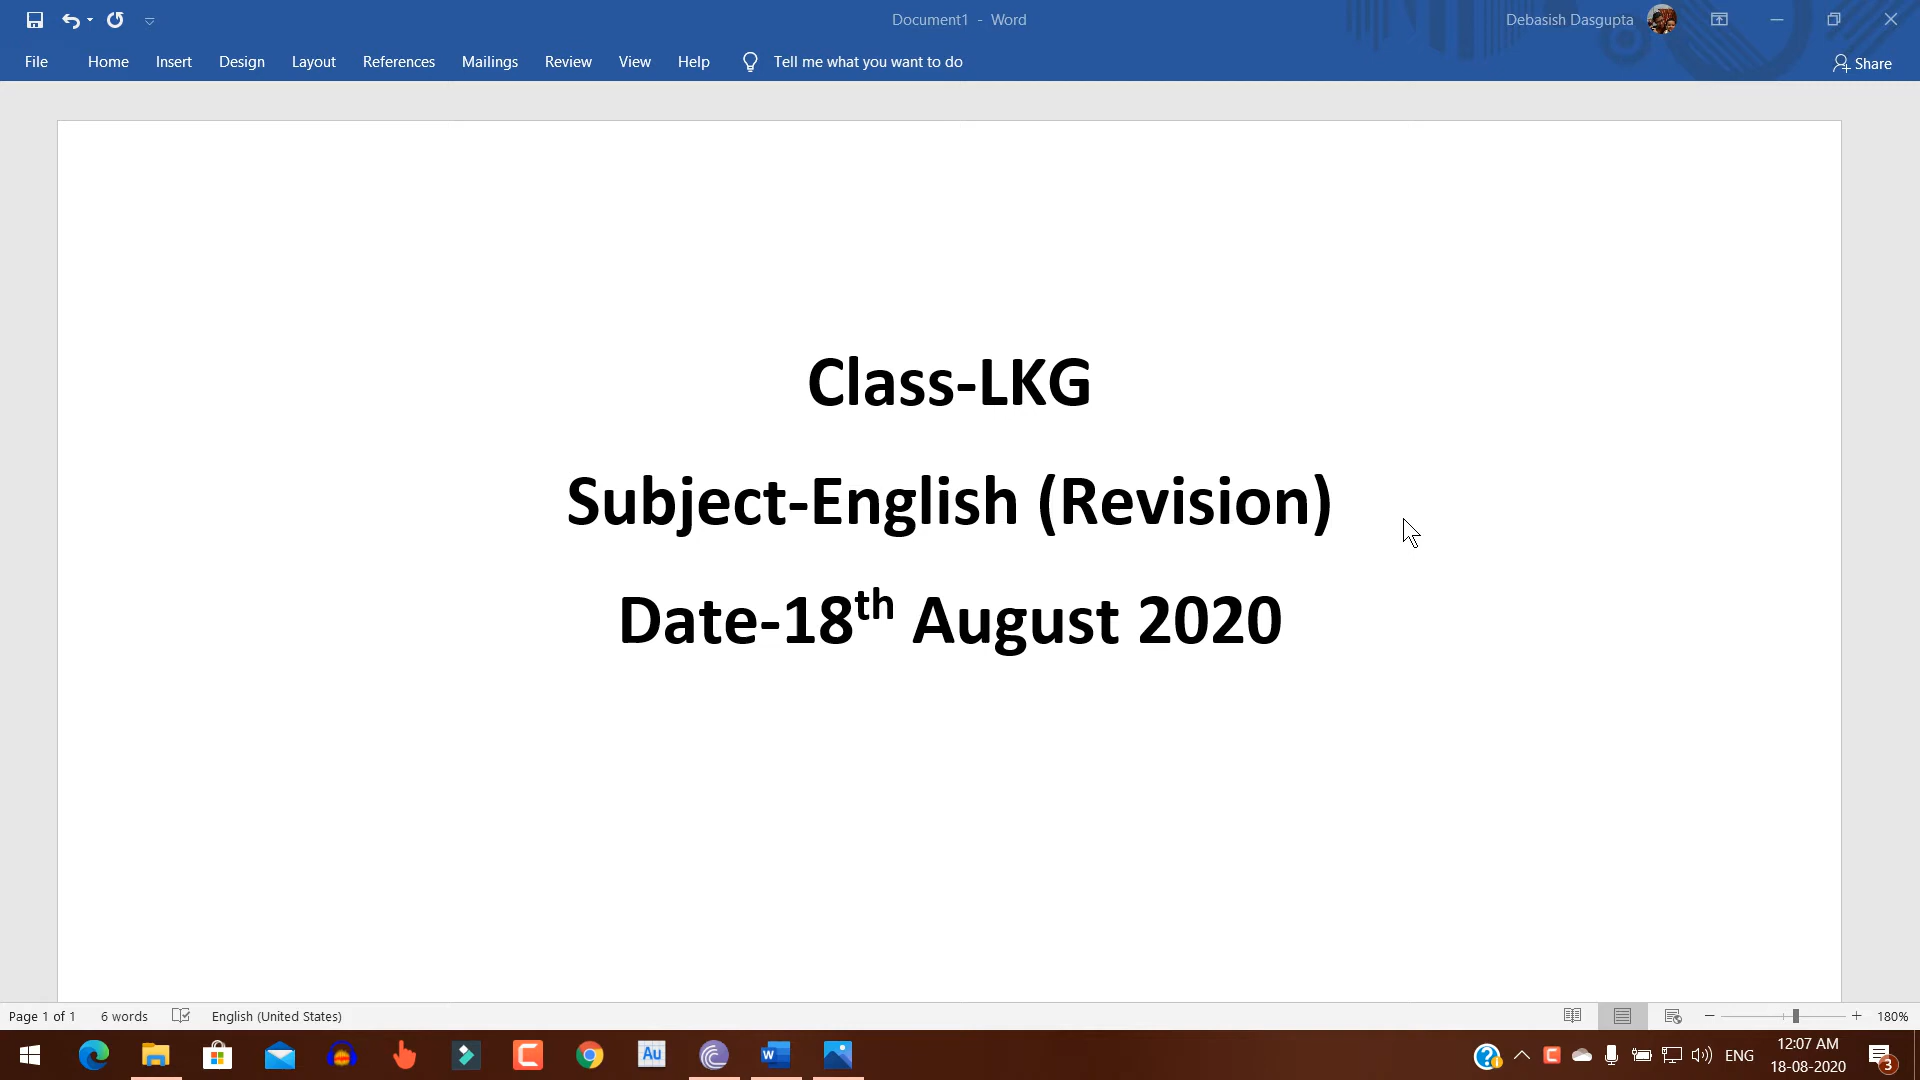 Document1 - Word
Debasish Dasgupta
File Home Insert Design Layout References Mailings Review View Help Tell me what you want to do
Share
Class-LKG
Subject-English (Revision)
Date-18th August 2020
Page 1 of 1 6 words English (United States)
180%
Au
W
ENG
12:07 AM
18-08-2020
3